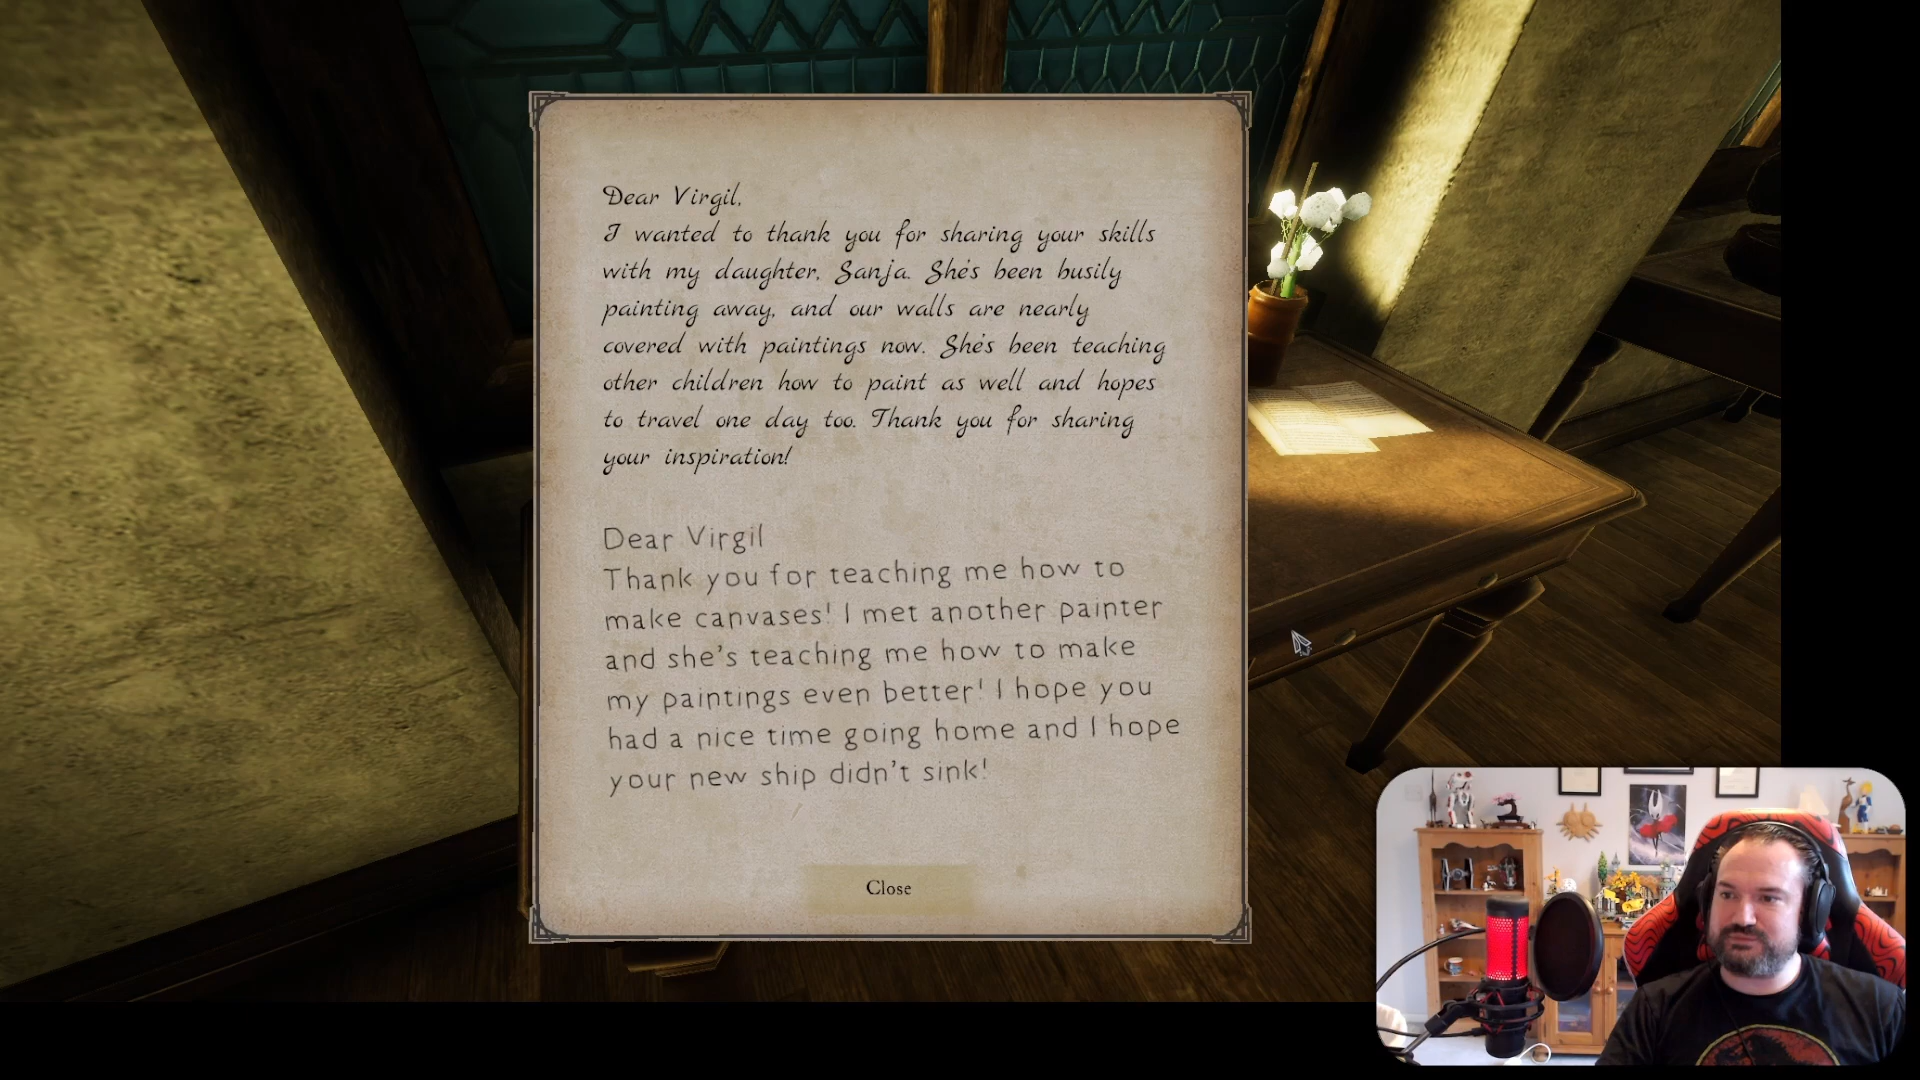 Dear Virgil,
I wanted to thank you for sharing your skills
with my daughter, Sanja. She's been busily
painting away, and our walls are nearly
covered with paintings now. She's been teaching
other children how to paint as well and hopes
to travel one day too. Thank you for sharing
your inspiration!
Dear Virgil
Thank you for teaching me how to
make canvases! I met another painter
and she's teaching me how to make
my paintings even better! I hope you
had a nice time going home and I hope
your new ship didn't sink!
Close